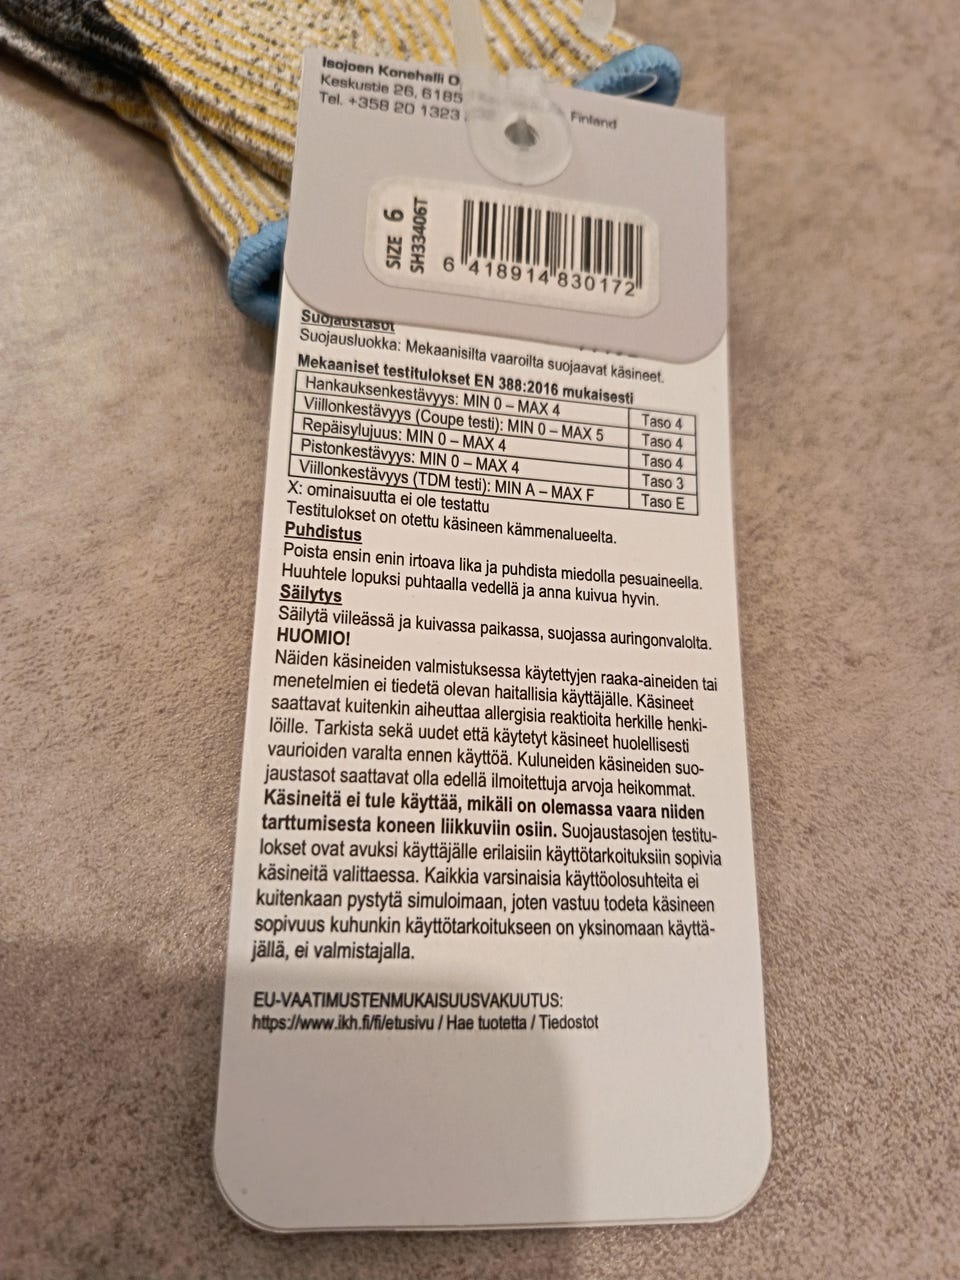 Isojoen Konehalli O
Keskustie 26, 6185
Finland
Tel. +358 20 1323
SIZE 6
SH33406T
6 418914 830172
Suojaustasot
Suojausluokka: Mekaanisilta vaaroilta suojaavat käsineet.
Mekaaniset testitulokset EN 388:2016 mukaisesti
Hankauksenkestävyys: MIN 0 – MAX 4 Taso 4
Viillonkestävyys (Coupe testi): MIN 0 – MAX 5 Taso 4
Repäisylujuus: MIN 0 – MAX 4 Taso 4
Pistonkestävyys: MIN 0 – MAX 4 Taso 3
Viillonkestävyys (TDM testi): MIN A – MAX F Taso E
X: ominaisuutta ei ole testattu
Testitulokset on otettu käsineen kämmenalueelta.
Puhdistus
Poista ensin enin irtoava lika ja puhdista miedolla pesuaineella.
Huuhtele lopuksi puhtaalla vedellä ja anna kuivua hyvin.
Säilytys
Säilytä viileässä ja kuivassa paikassa, suojassa auringonvalolta.
HUOMIO!
Näiden käsineiden valmistuksessa käytettyjen raaka-aineiden tai
menetelmien ei tiedetä olevan haitallisia käyttäjälle. Käsineet
saattavat kuitenkin aiheuttaa allergisia reaktioita herkille henki-
löille. Tarkista sekä uudet että käytetyt käsineet huolellisesti
vaurioiden varalta ennen käyttöä. Kuluneiden käsineiden suo-
jaustasot saattavat olla edellä ilmoitettuja arvoja heikommat.
Käsineitä ei tule käyttää, mikäli on olemassa vaara niiden
tarttumisesta koneen liikkuviin osiin. Suojaustasojen testitu-
lokset ovat avuksi käyttäjälle erilaisiin käyttötarkoituksiin sopivia
käsineitä valittaessa. Kaikkia varsinaisia käyttöolosuhteita ei
kuitenkaan pystytä simuloimaan, joten vastuu todeta käsineen
sopivuus kuhunkin käyttötarkoitukseen on yksinomaan käyttä-
jällä, ei valmistajalla.
EU-VAATIMUSTENMUKAISUUSVAKUUTUS:
https://www.ikh.fi/fi/etusivu / Hae tuotetta / Tiedostot